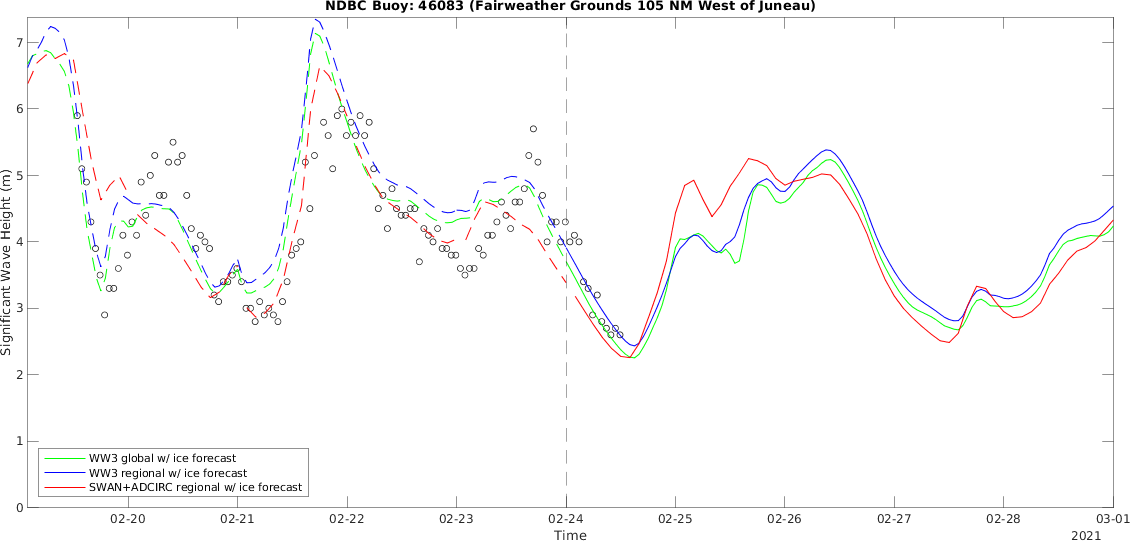 NDBC Buoy: 46083 (Fairweather Grounds 105 NM West of Juneau)
Significant Wave Height (m)
7
6
5
4
3
2
1
0
WW3 global w/ ice forecast
WW3 regional w/ ice forecast
SWAN+ADCIRC regional w/ ice forecast
02-20 02-21 02-22 02-23 02-24 02-25 02-26 02-27 02-28 03-01
Time
2021